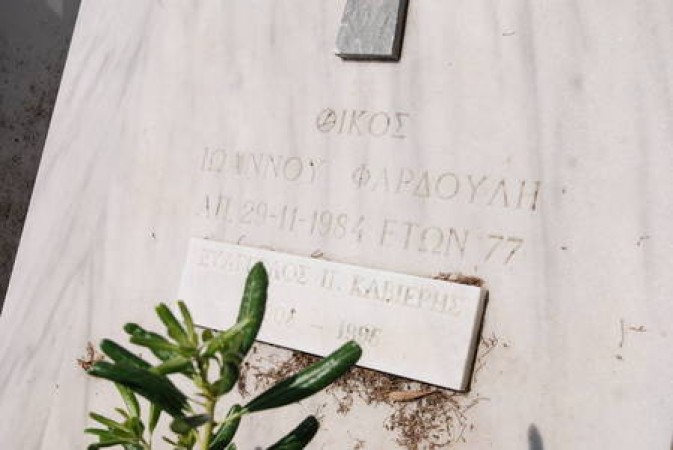 ΟΙΚΟΣ
ΙΩΑΝΝΟΥ ΦΑΡΔΟΥΛΗ
ΑΠ. 29-11-1984 ΕΤΩΝ 77
Π. ΚΑΒΙΕΡΗΣ